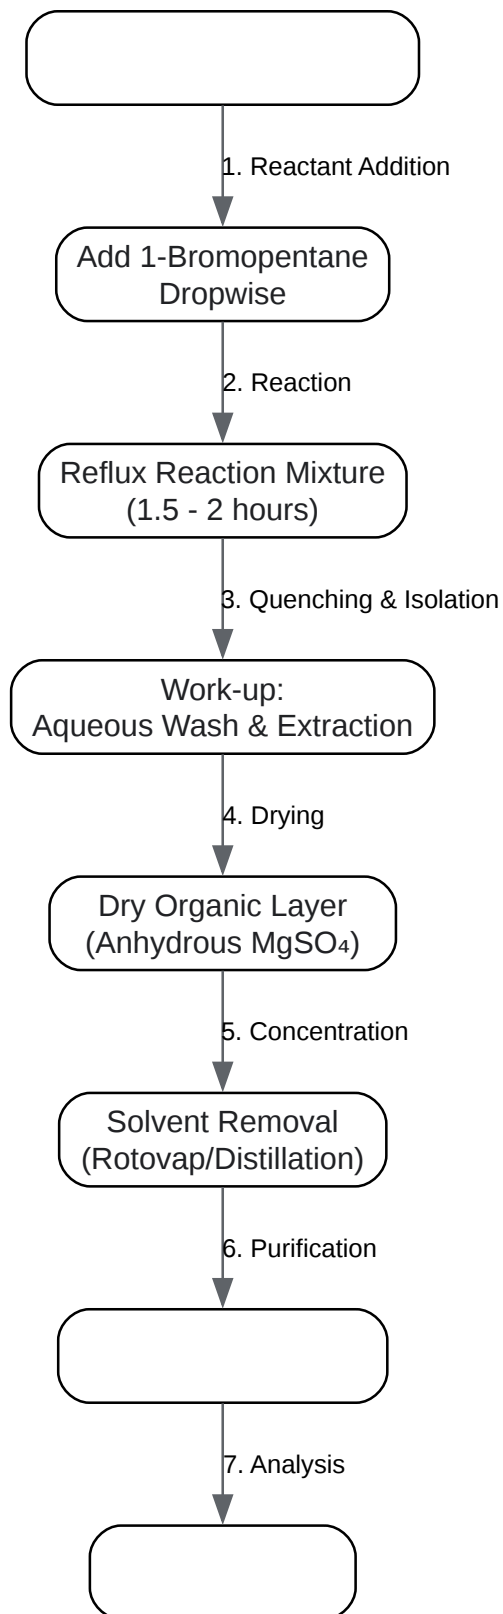 1. Reactant Addition
Add 1-Bromopentane
Dropwise
2. Reaction
Reflux Reaction Mixture
(1.5 - 2 hours)
3. Quenching & Isolation
Work-up:
Aqueous Wash & Extraction
4. Drying
Dry Organic Layer
(Anhydrous MgSO₄)
5. Concentration
Solvent Removal
(Rotovap/Distillation)
6. Purification
7. Analysis